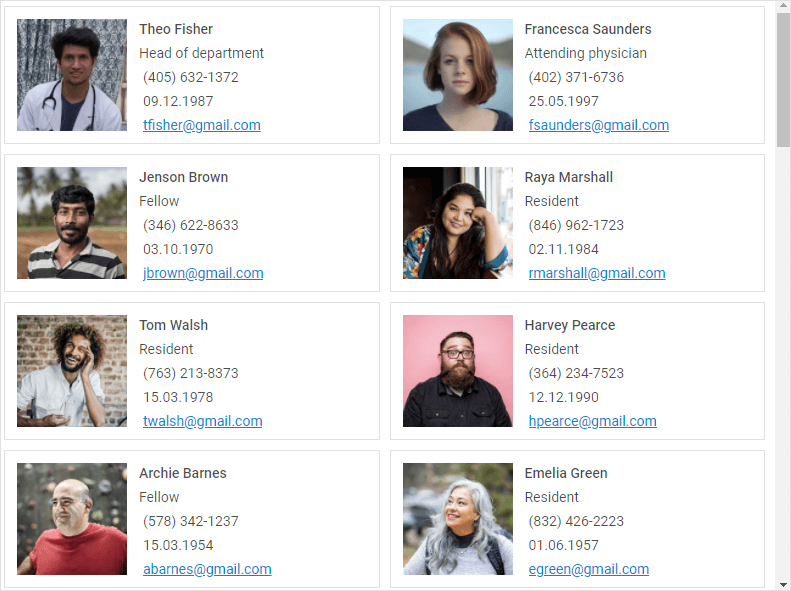 Theo Fisher
Head of department
(405) 632-1372
09.12.1987
tfisher@gmail.com
Francesca Saunders
Attending physician
(402) 371-6736
25.05.1997
fsaunders@gmail.com
Jenson Brown
Fellow
(346) 622-8633
03.10.1970
jbrown@gmail.com
Raya Marshall
Resident
(846) 962-1723
02.11.1984
rmarshall@gmail.com
Tom Walsh
Resident
(763) 213-8373
15.03.1978
twalsh@gmail.com
Harvey Pearce
Resident
(364) 234-7523
12.12.1990
hpearce@gmail.com
Archie Barnes
Fellow
(578) 342-1237
15.03.1954
abarnes@gmail.com
Emelia Green
Resident
(832) 426-2223
01.06.1957
egreen@gmail.com